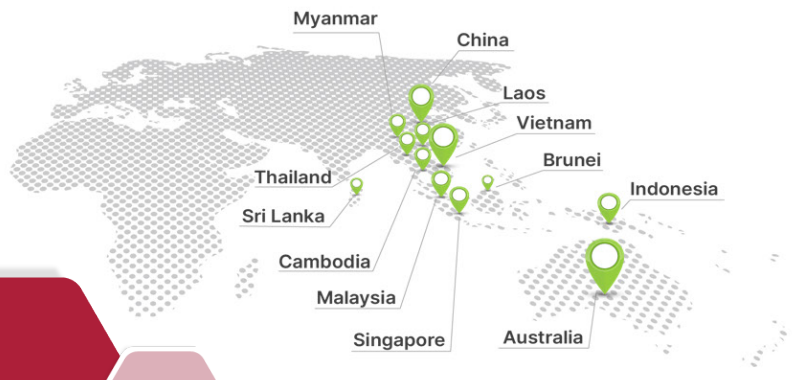 Myanmar
China
Laos
Vietnam
Brunei
Thailand
Indonesia
Sri Lanka
Cambodia
Malaysia
Singapore
Australia